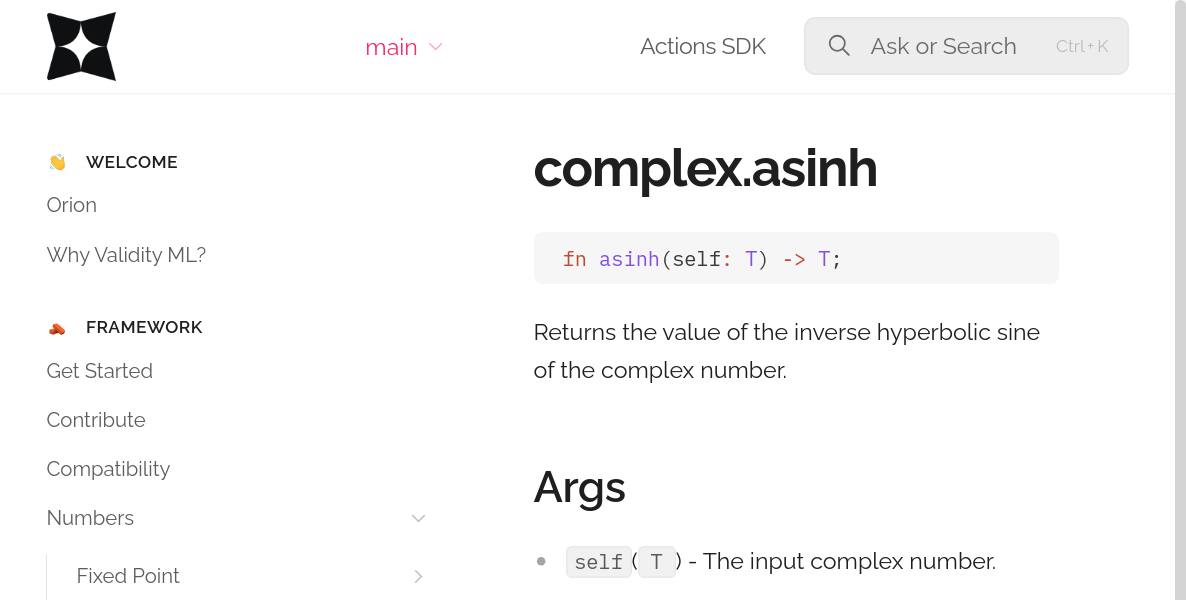 main
Actions SDK
Ask or Search
Ctrl+K
👋 WELCOME
Orion
Why Validity ML?
🧱 FRAMEWORK
Get Started
Contribute
Compatibility
Numbers
Fixed Point
complex.asinh
fn asinh(self: T) -> T;
Returns the value of the inverse hyperbolic sine
of the complex number.
Args
• self(T) - The input complex number.